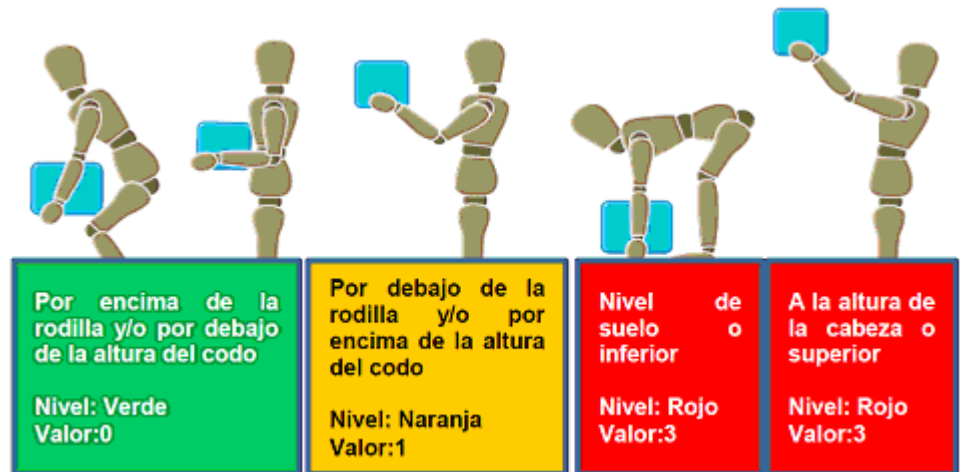 Por encima de la
rodilla y/o por debajo
de la altura del codo
Nivel: Verde
Valor:0
Por debajo de la
rodilla y/o por
encima de la altura
del codo
Nivel: Naranja
Valor:1
Nivel de
suelo o
inferior
Nivel: Rojo
Valor:3
A la altura de
la cabeza o
superior
Nivel: Rojo
Valor:3